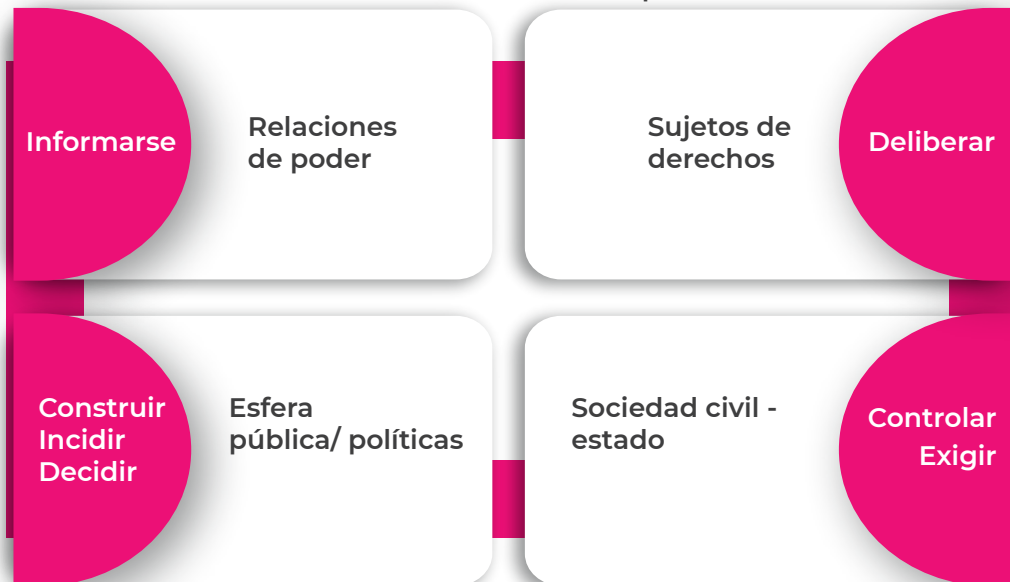 Informarse
Relaciones
de poder
Sujetos de
derechos
Deliberar
Construir
Incidir
Decidir
Esfera
pública/ políticas
Sociedad civil -
estado
Controlar
Exigir